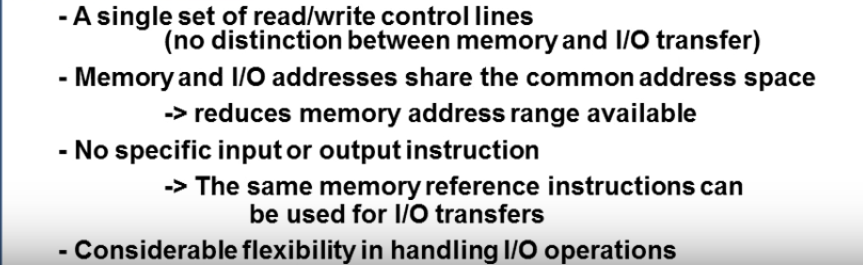 - A single set of read/write control lines
(no distinction between memory and I/O transfer)
- Memory and I/O addresses share the common address space
-> reduces memory address range available
- No specific input or output instruction
-> The same memory reference instructions can
be used for I/O transfers
- Considerable flexibility in handling I/O operations